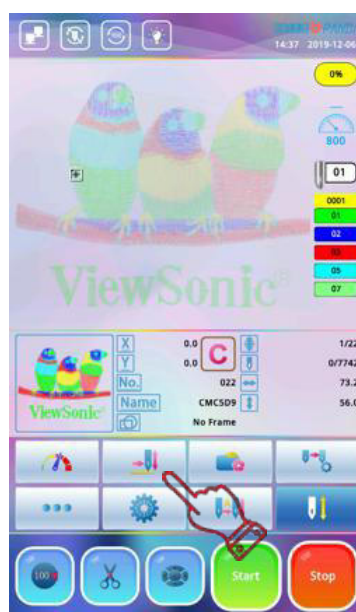 14:37 2019-12-06
0%
800
01
0001
01
02
03
05
07
ViewSonic®
X 0.0
Y 0.0
C
1/22
0/7742
No. 022
73.2
Name CMC5D9
56.0
No Frame
ViewSonic®
100
Start
Stop